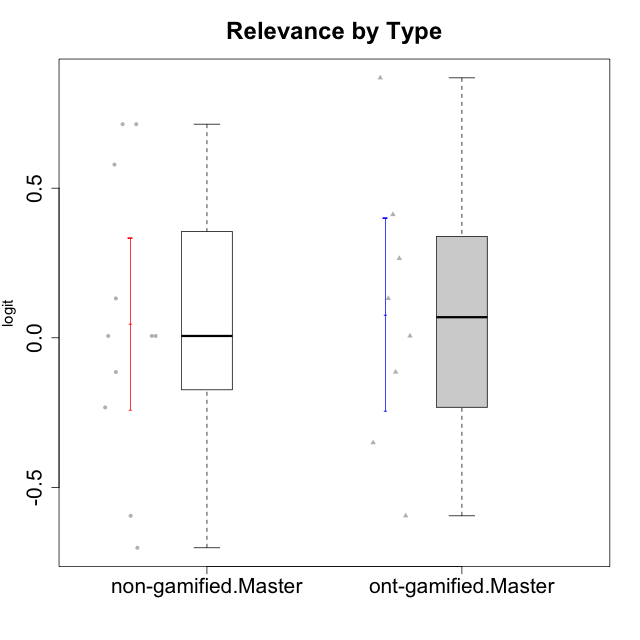 Relevance by Type
logit
0.5
0.0
-0.5
non-gamified.Master
ont-gamified.Master